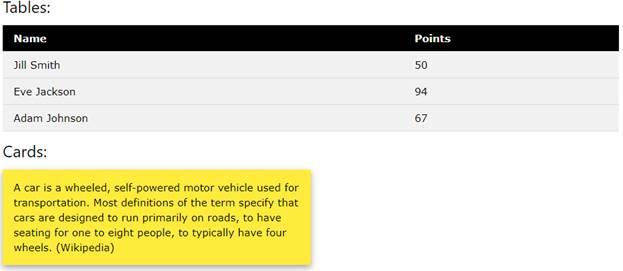 Tables:
Name Points
Jill Smith 50
Eve Jackson 94
Adam Johnson 67
Cards:
A car is a wheeled, self-powered motor vehicle used for
transportation. Most definitions of the term specify that
cars are designed to run primarily on roads, to have
seating for one to eight people, to typically have four
wheels. (Wikipedia)